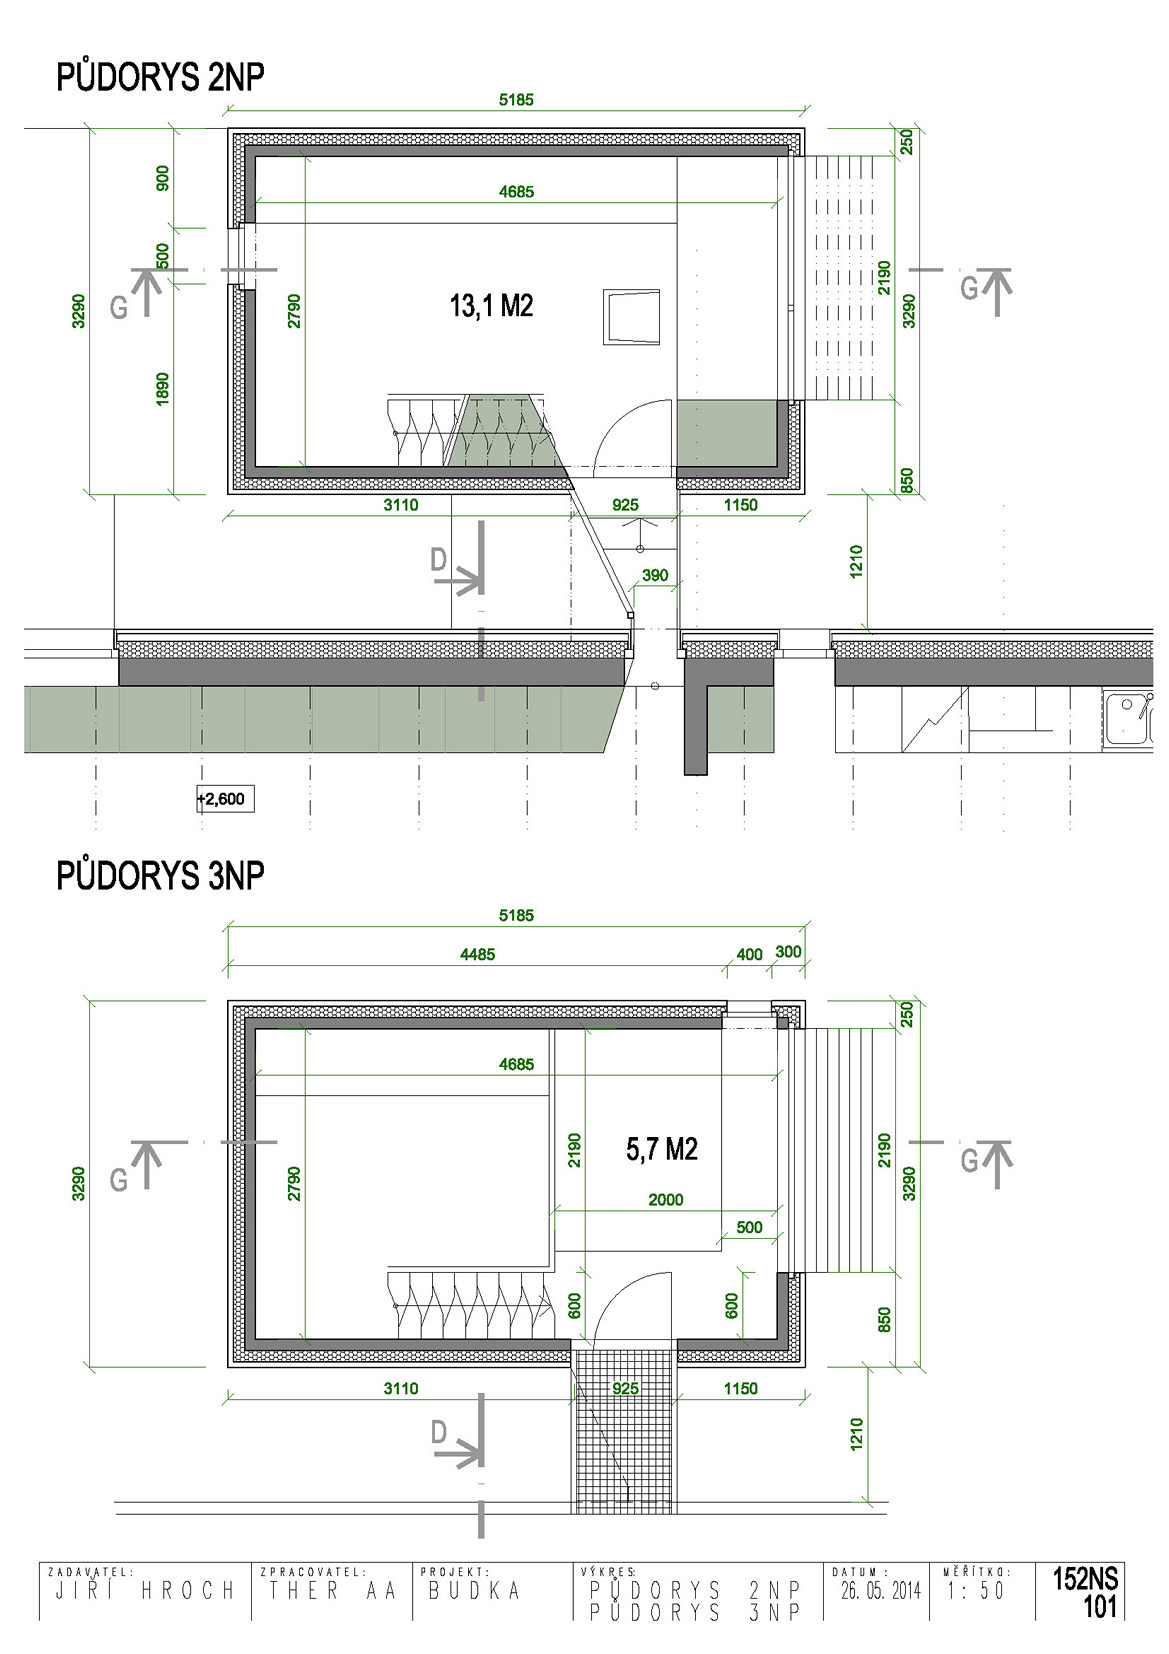 PŮDORYS 2NP
5185
900
500
1890
3290
4685
2790
13,1 M2
250
2190
3290
850
G
G
3110
925
1150
D
390
1210
+2,600
PŮDORYS 3NP
5185
4485
400
300
3290
4685
2790
2190
5,7 M2
2000
500
600
600
250
2190
3290
850
G
G
3110
925
1150
D
1210
ZADAVATEL:
JIŘÍ HROCH
ZPRACOVATEL:
THER AA
PROJEKT:
BUDKA
VÝKRES:
PŮDORYS 2NP
PŮDORYS 3NP
DATUM:
26.05.2014
MĚŘÍTKO:
1:50
152NS
101